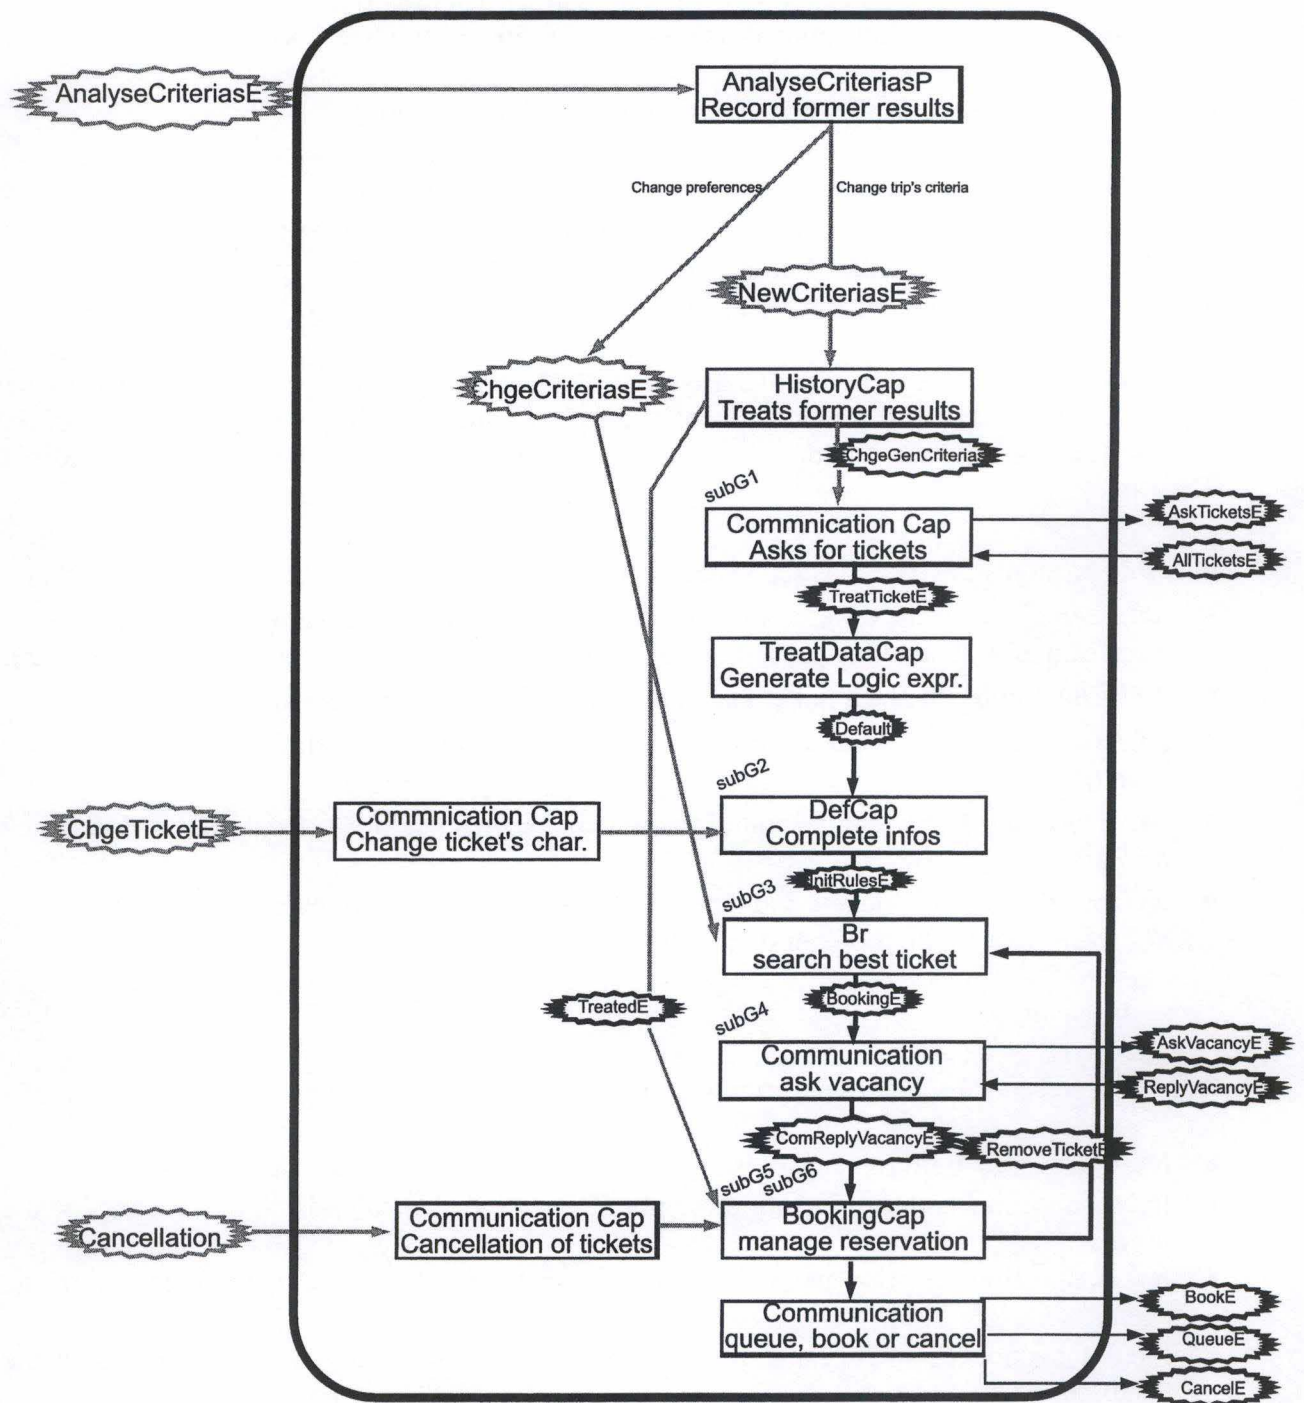 AnalyseCriteriasE
AnalyseCriteriasP
Record former results
Change preferences
Change trip's criteria
NewCriteriasE
ChgeCriteriasE
HistoryCap
Treats former results
ChgeGenCriterias
subG1
Commnication Cap
Asks for tickets
AskTicketsE
AllTicketsE
TreatTicketE
TreatDataCap
Generate Logic expr.
Default
subG2
ChgeTicketE
Commnication Cap
Change ticket's char.
DefCap
Complete infos
InitRulesE
subG3
Br
search best ticket
TreatedE
BookingE
subG4
Communication
ask vacancy
AskVacancyE
ReplyVacancyE
ComReplyVacancyE
RemoveTicketE
subG5
subG6
Cancellation
Communication Cap
Cancellation of tickets
BookingCap
manage reservation
Communication
queue, book or cancel
BookE
QueueE
CancelE